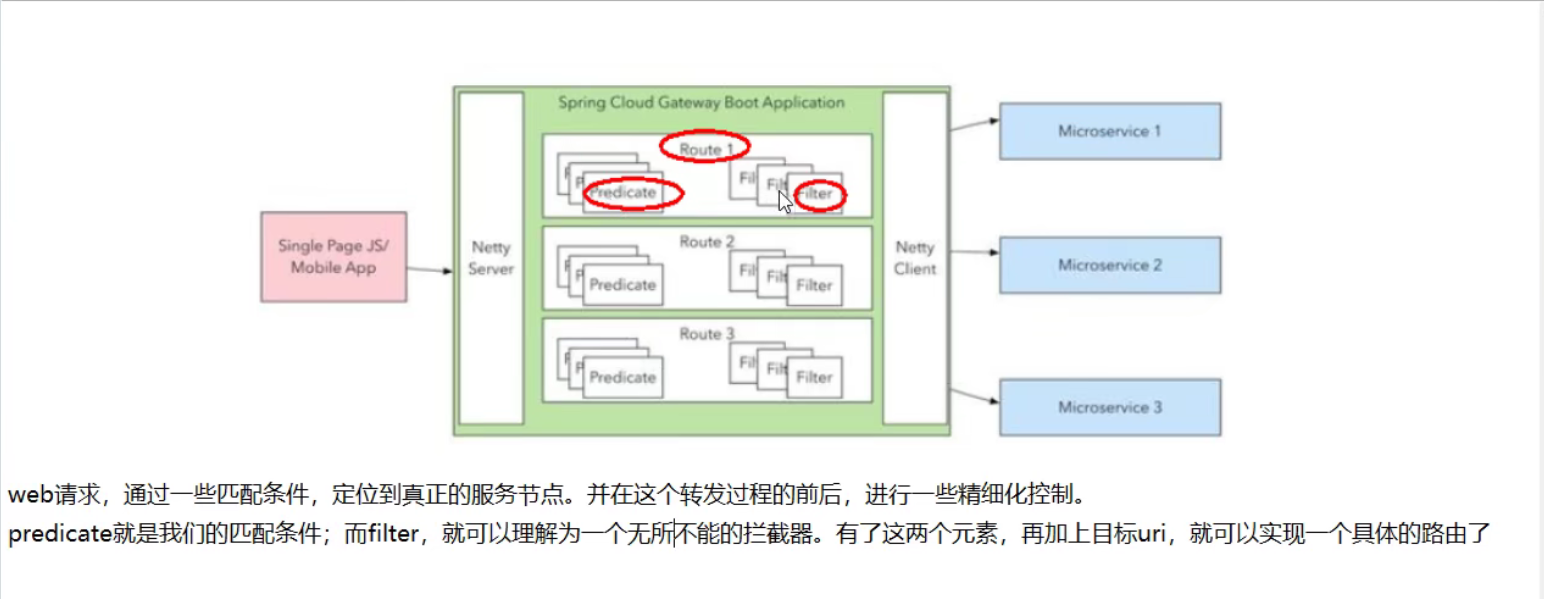 Spring Cloud Gateway Boot Application
Single Page JS/
Mobile App
Netty
Server
Route 1
Predicate
Filter
Route 2
Predicate
Filter
Route 3
Predicate
Filter
Netty
Client
Microservice 1
Microservice 2
Microservice 3
web请求，通过一些匹配条件，定位到真正的服务节点。并在这个转发过程的前后，进行一些精细化控制。
predicate就是我们的匹配条件；而filter，就可以理解为一个无所不能的拦截器。有了这两个元素，再加上目标uri，就可以实现一个具体的路由了